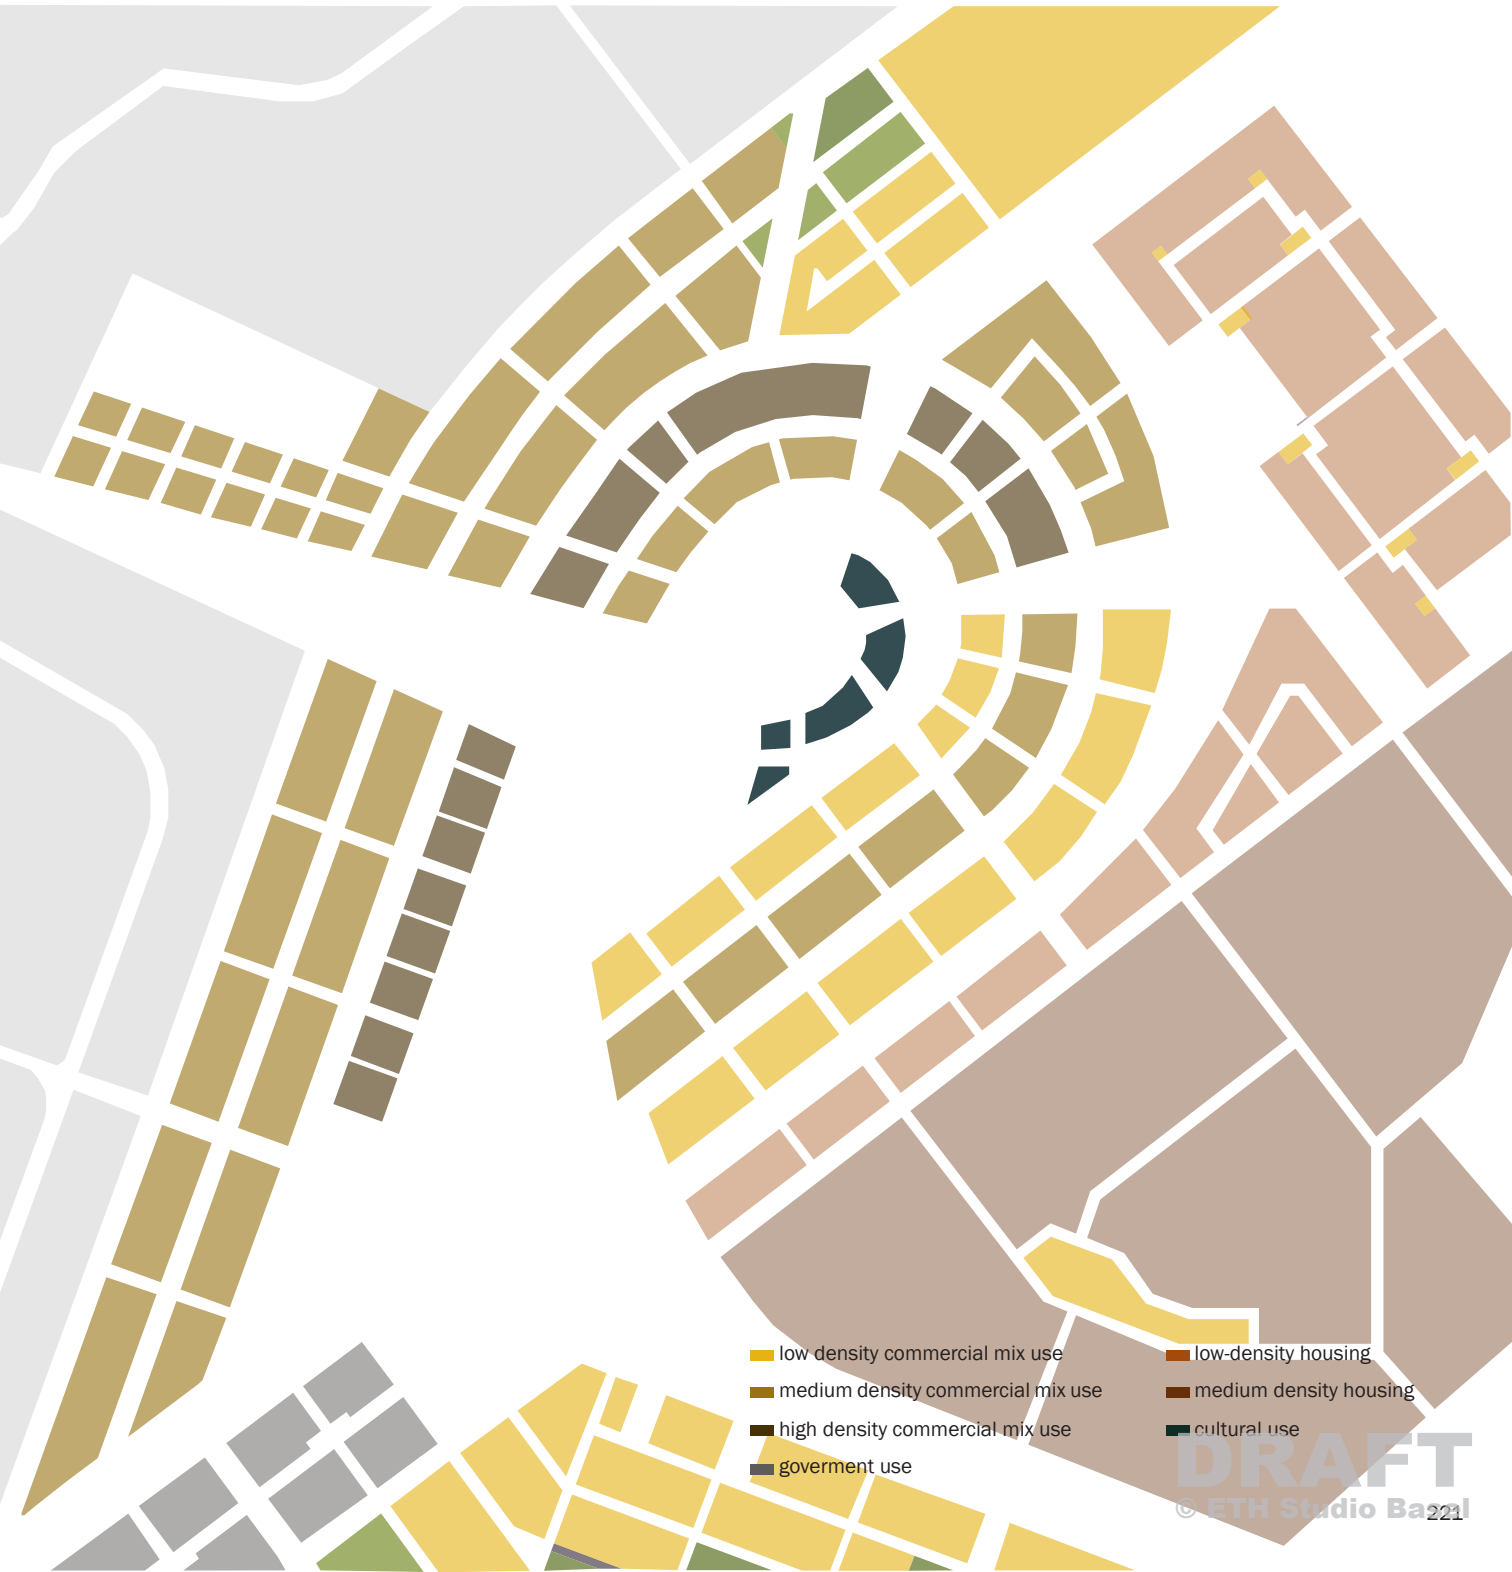 low density commercial mix use
medium density commercial mix use
high density commercial mix use
goverment use
low-density housing
medium density housing
cultural use
DRAFT
© ETH Studio Basel
221